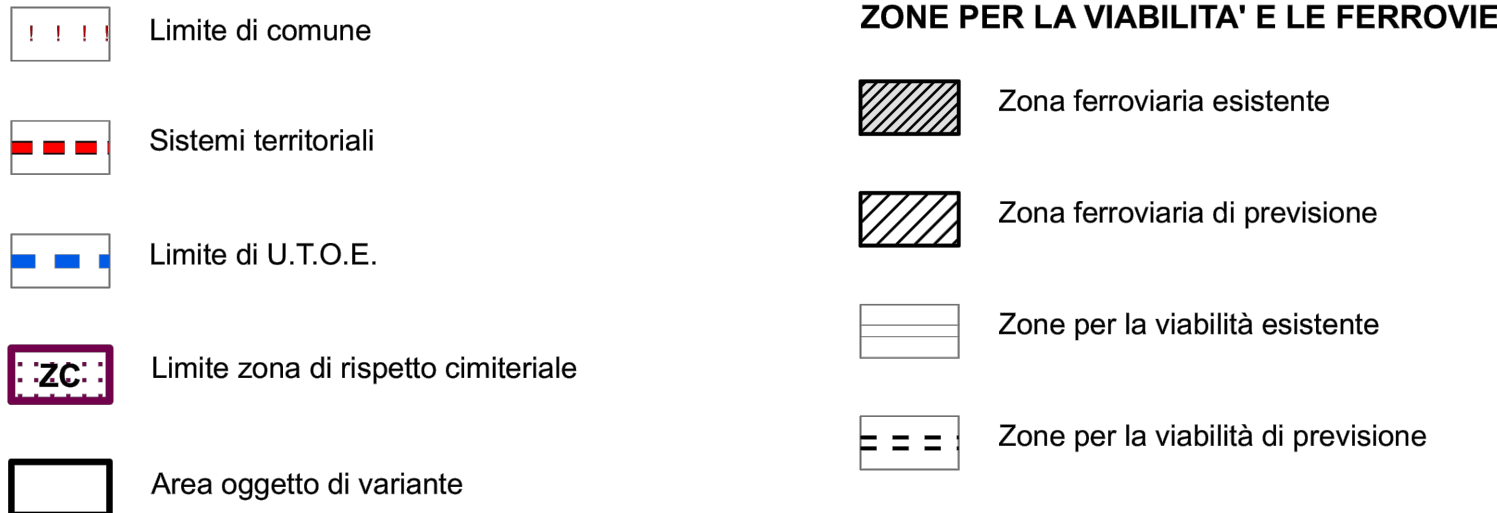 Limite di comune
Sistemi territoriali
Limite di U.T.O.E.
ZC
Limite zona di rispetto cimiteriale
Area oggetto di variante
ZONE PER LA VIABILITA' E LE FERROVIE
Zona ferroviaria esistente
Zona ferroviaria di previsione
Zone per la viabilità esistente
Zone per la viabilità di previsione